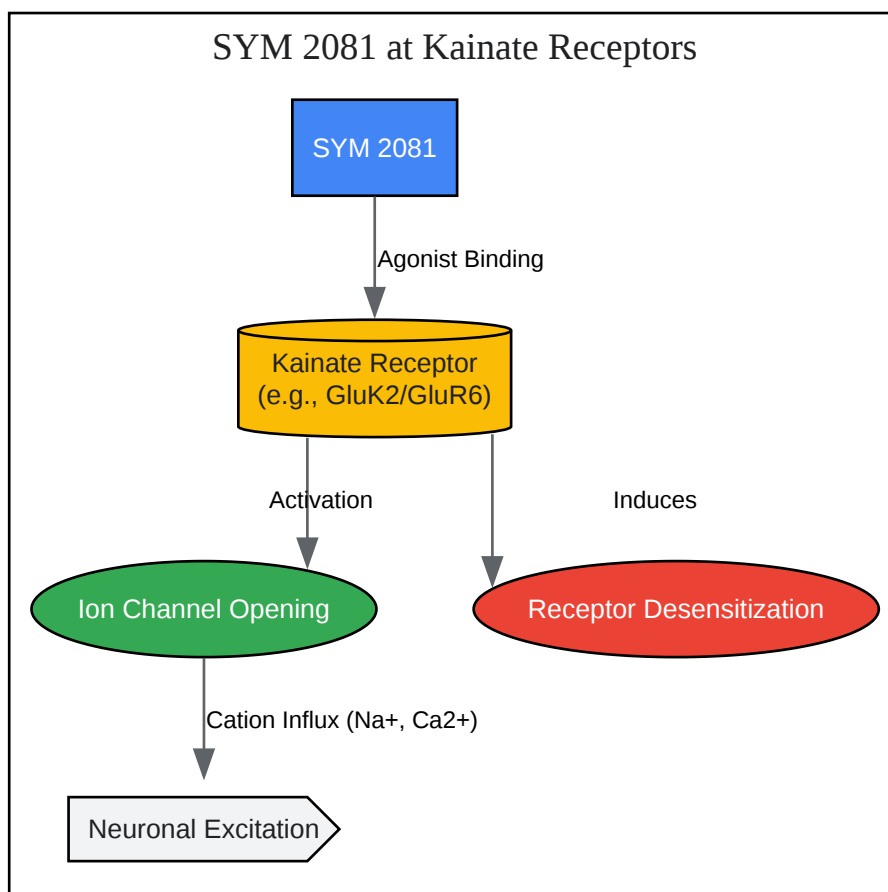 SYM 2081 at Kainate Receptors
SYM 2081
Agonist Binding
Kainate Receptor
(e.g., GluK2/GluR6)
Activation
Induces
Ion Channel Opening
Receptor Desensitization
Cation Influx (Na+, Ca2+)
Neuronal Excitation